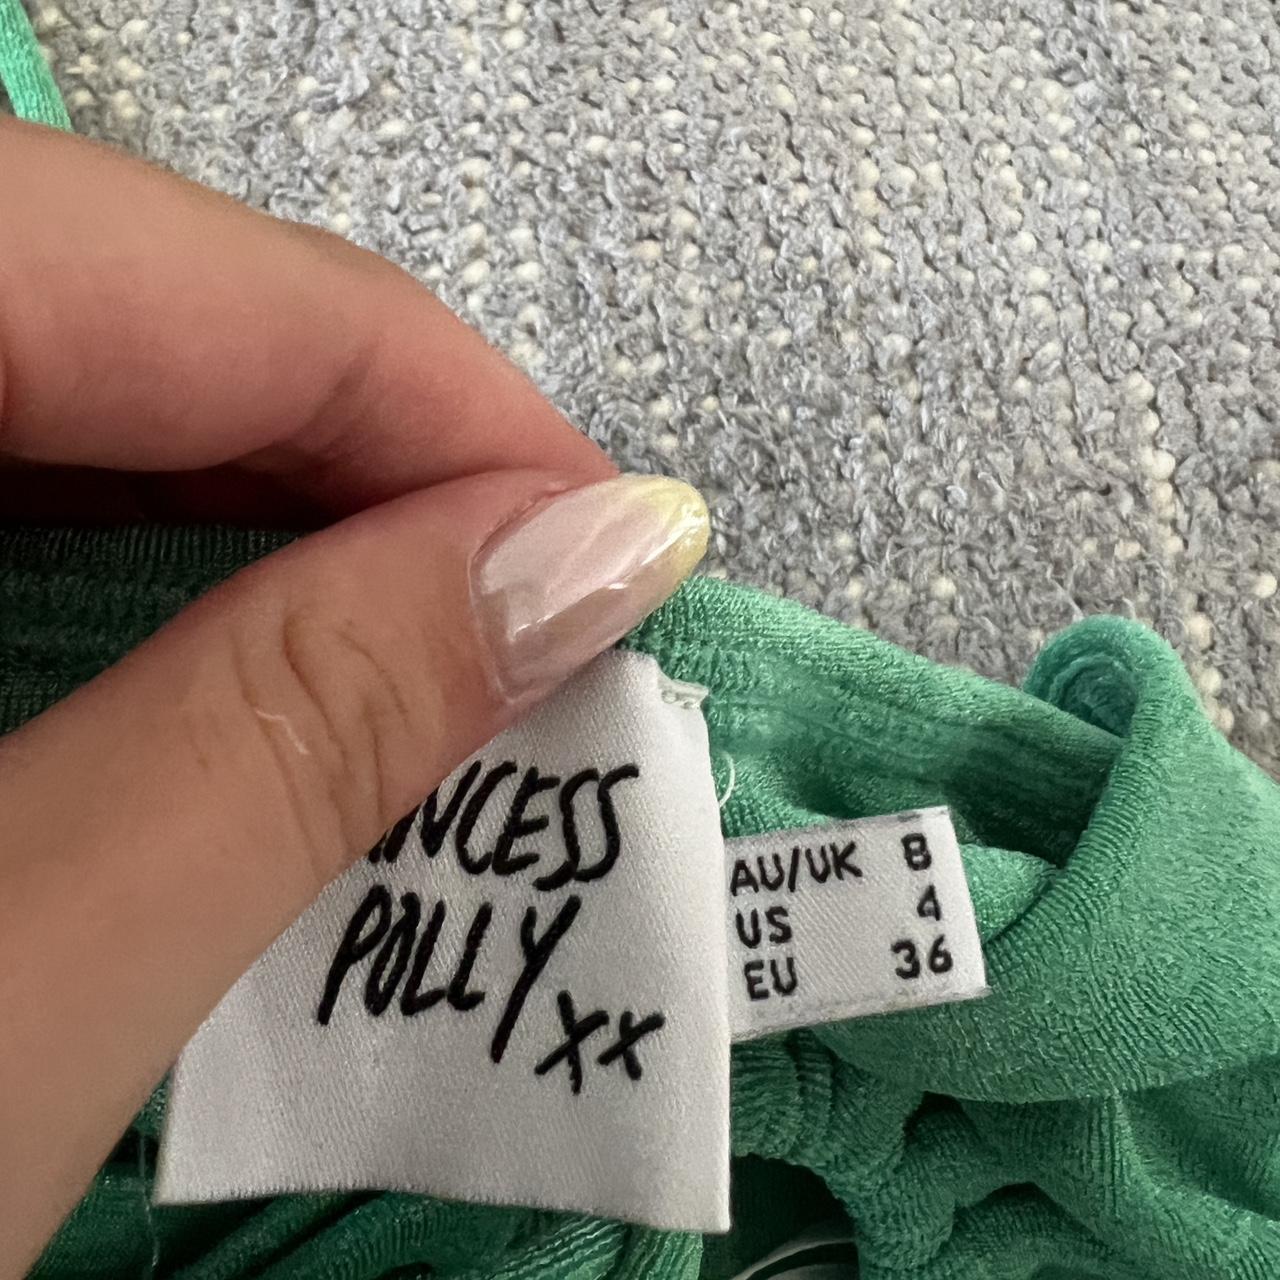 NCESS
POLLY
xx
AU/UK 8
US 4
EU 36